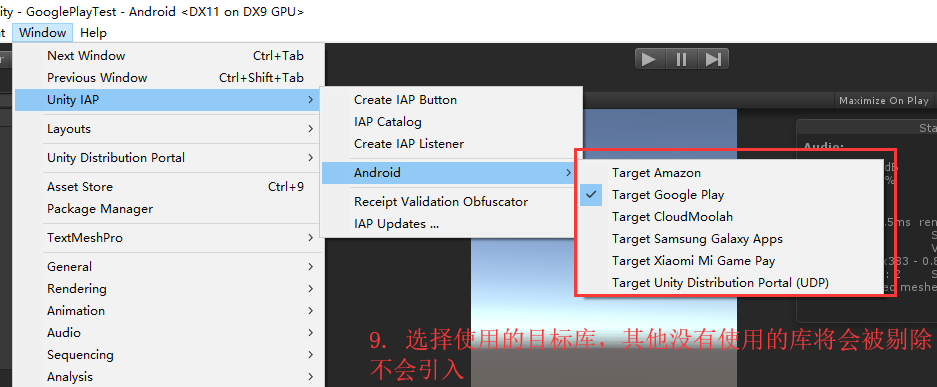 ity - GooglePlayTest - Android <DX11 on DX9 GPU>
Window Help
Next Window Ctrl+Tab
Previous Window Ctrl+Shift+Tab
Unity IAP
Layouts
Unity Distribution Portal
Asset Store Ctrl+9
Package Manager
TextMeshPro
General
Rendering
Animation
Audio
Sequencing
Analysis
Create IAP Button
IAP Catalog
Create IAP Listener
Android
Receipt Validation Obfuscator
IAP Updates ...
Target Amazon
Target Google Play
Target CloudMoolah
Target Samsung Galaxy Apps
Target Xiaomi Mi Game Pay
Target Unity Distribution Portal (UDP)
Maximize On Play
Sta
Audio:
9. 选择使用的目标库，其他没有使用的库将会被剔除
不会引入